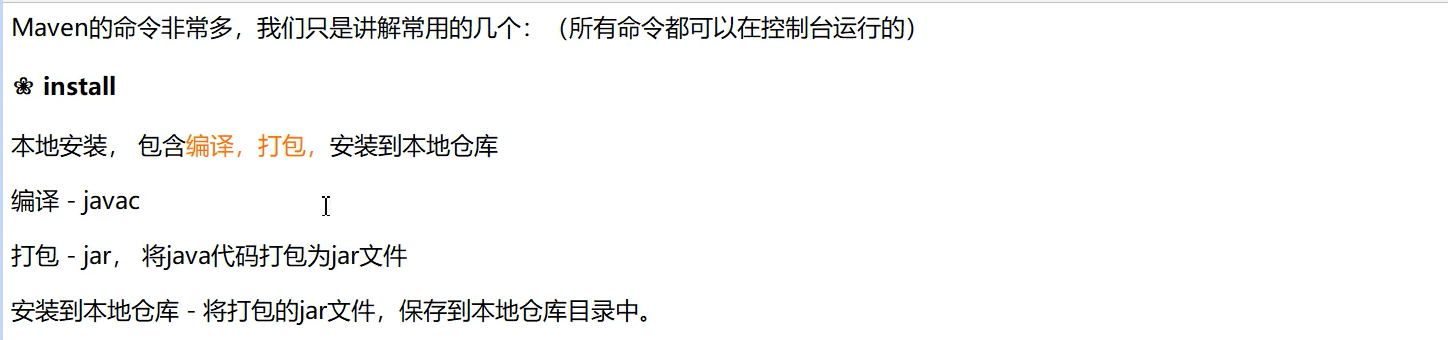 Maven的命令非常多，我们只是讲解常用的几个：（所有命令都可以在控制台运行的）
❀ install
本地安装， 包含编译，打包，安装到本地仓库
编译 - javac
打包 - jar， 将java代码打包为jar文件
安装到本地仓库 - 将打包的jar文件，保存到本地仓库目录中。